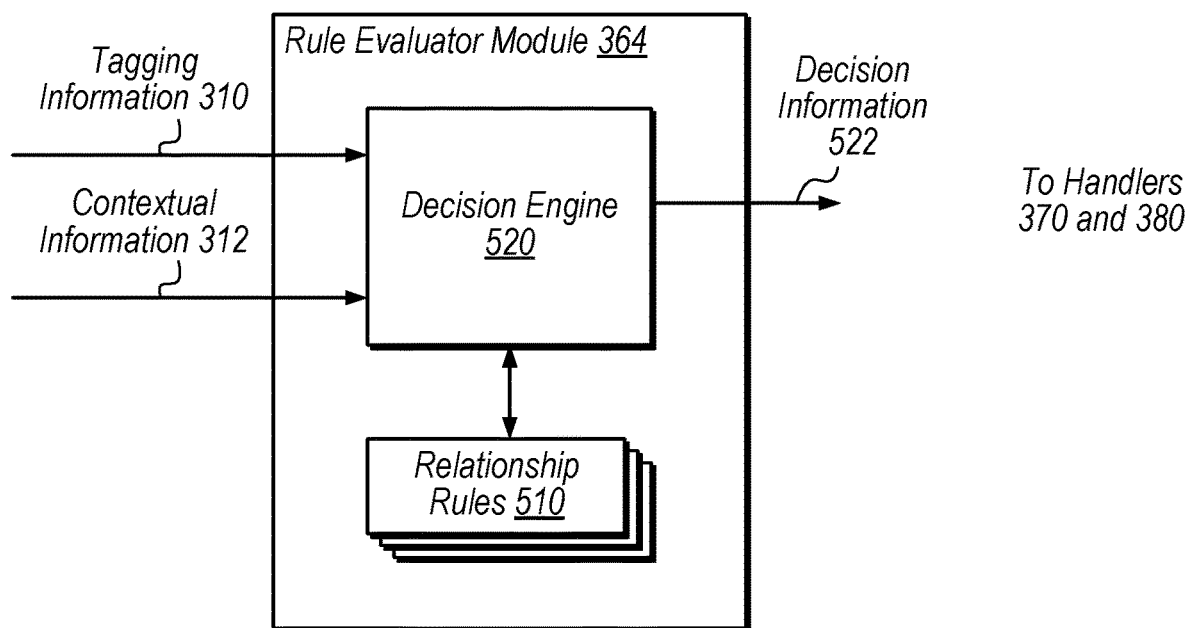 Rule Evaluator Module 364
Tagging
Information 310
Contextual
Information 312
Decision Engine
520
Relationship
Rules 510
Decision
Information
522
To Handlers
370 and 380